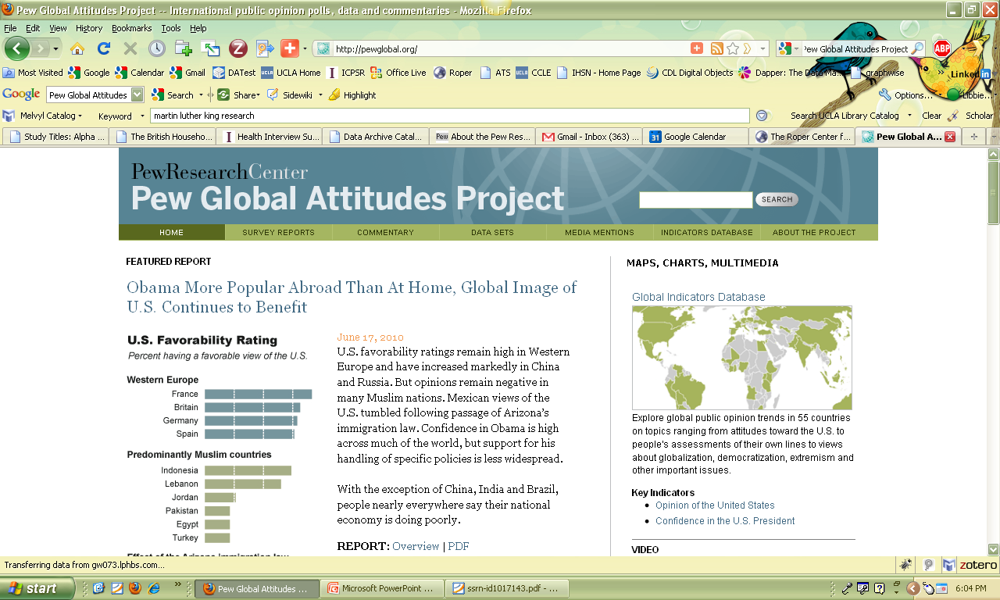 Pew Global Attitudes Project -- International public opinion polls, data and commentaries - Mozilla Firefox
File Edit View History Bookmarks Tools Help
http://pewglobal.org/
Pew Global Attitudes Project
ABP
Most Visited Google Calendar Gmail DATest UCLA Home ICPSR Office Live Roper ATS CCLE IHSN - Home Page CDL Digital Objects Dapper: The Data Ma... graphwise » Linked in
Google Pew Global Attitudes Search Share Sidewiki Highlight Options... Libbie...
Melvyl Catalog Keyword martin luther king research Search UCLA Library Catalog Clear Scholar
Study Titles: Alpha ... The British Househo... Health Interview Su... Data Archive Catal... Pew About the Pew Res... Gmail - Inbox (363) ... 31 Google Calendar The Roper Center f... Pew Global A...
PewResearchCenter
Pew Global Attitudes Project
SEARCH
HOME SURVEY REPORTS COMMENTARY DATA SETS MEDIA MENTIONS INDICATORS DATABASE ABOUT THE PROJECT
FEATURED REPORT
Obama More Popular Abroad Than At Home, Global Image of
U.S. Continues to Benefit
U.S. Favorability Rating
Percent having a favorable view of the U.S.
Western Europe
France
Britain
Germany
Spain
Predominantly Muslim countries
Indonesia
Lebanon
Jordan
Pakistan
Egypt
Turkey
Effect of the Arizona immigration law
June 17, 2010
U.S. favorability ratings remain high in Western
Europe and have increased markedly in China
and Russia. But opinions remain negative in
many Muslim nations. Mexican views of the
U.S. tumbled following passage of Arizona's
immigration law. Confidence in Obama is high
across much of the world, but support for his
handling of specific policies is less widespread.
With the exception of China, India and Brazil,
people nearly everywhere say their national
economy is doing poorly.
REPORT: Overview | PDF
MAPS, CHARTS, MULTIMEDIA
Global Indicators Database
Explore global public opinion trends in 55 countries
on topics ranging from attitudes toward the U.S. to
people's assessments of their own lines to views
about globalization, democratization, extremism and
other important issues.
Key Indicators
Opinion of the United States
Confidence in the U.S. President
VIDEO
Transferring data from gw073.lphbs.com...
zotero
start » Pew Global Attitudes ... Microsoft PowerPoint ... ssrn-id1017143.pdf - ... 6:04 PM